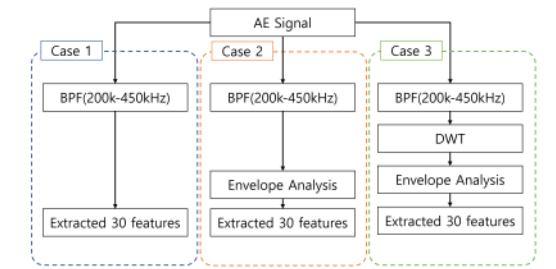 AE Signal
Case 1
BPF(200k-450kHz)
Extracted 30 features
Case 2
BPF(200k-450kHz)
Envelope Analysis
Extracted 30 features
Case 3
BPF(200k-450kHz)
DWT
Envelope Analysis
Extracted 30 features